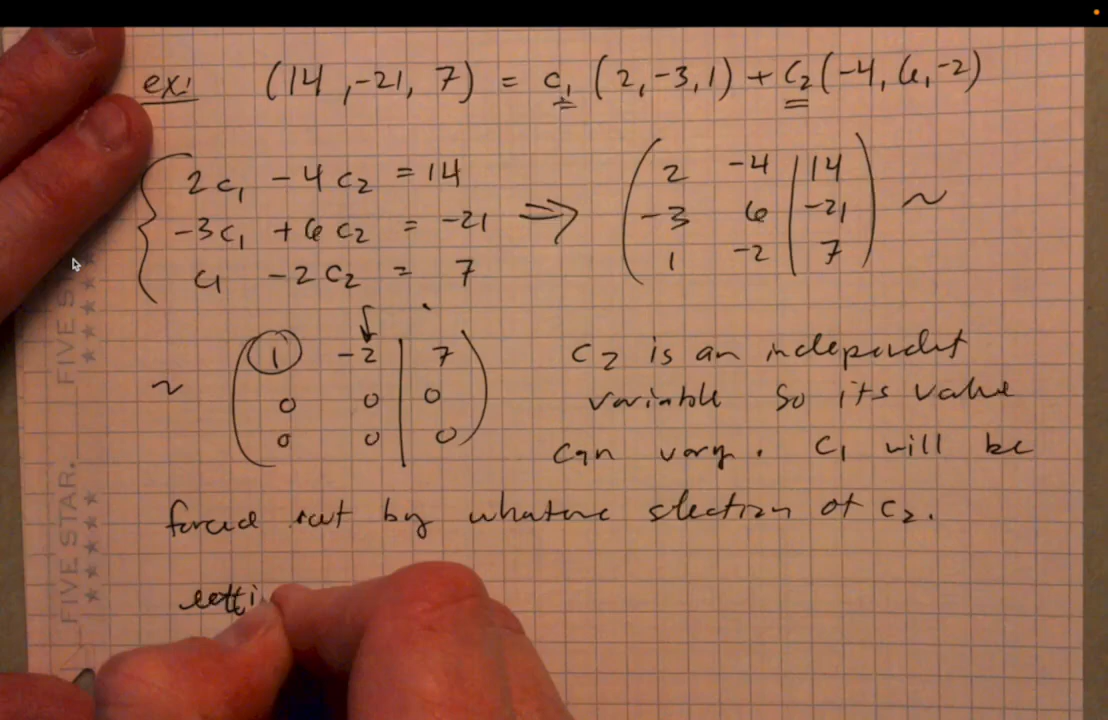 ex: (14, -21, 7) = c₁ (2, -3, 1) + c₂ (-4, 6, -2)
2c₁ - 4c₂ = 14
-3c₁ + 6c₂ = -21
c₁ - 2c₂ = 7
⇒
2 -4 | 14
-3 6 | -21
1 -2 | 7
~
~
1 -2 | 7
0 0 | 0
0 0 | 0
c₂ is an independent
variable so its value
can vary. c₁ will be
forced out by whatever selection of c₂.
FIVE STAR.
FIVE STAR